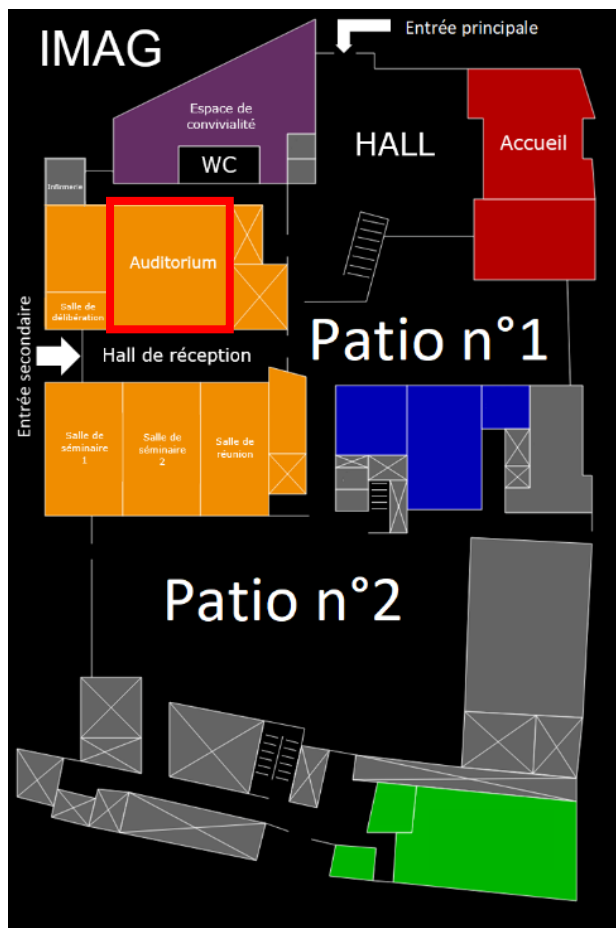 IMAG
Entrée principale
Espace de
convivialité
WC
HALL
Accueil
Infirmerie
Auditorium
Salle de
délibération
Entrée secondaire
Hall de réception
Patio n°1
Salle de
séminaire
1
Salle de
séminaire
2
Salle de
réunion
Patio n°2